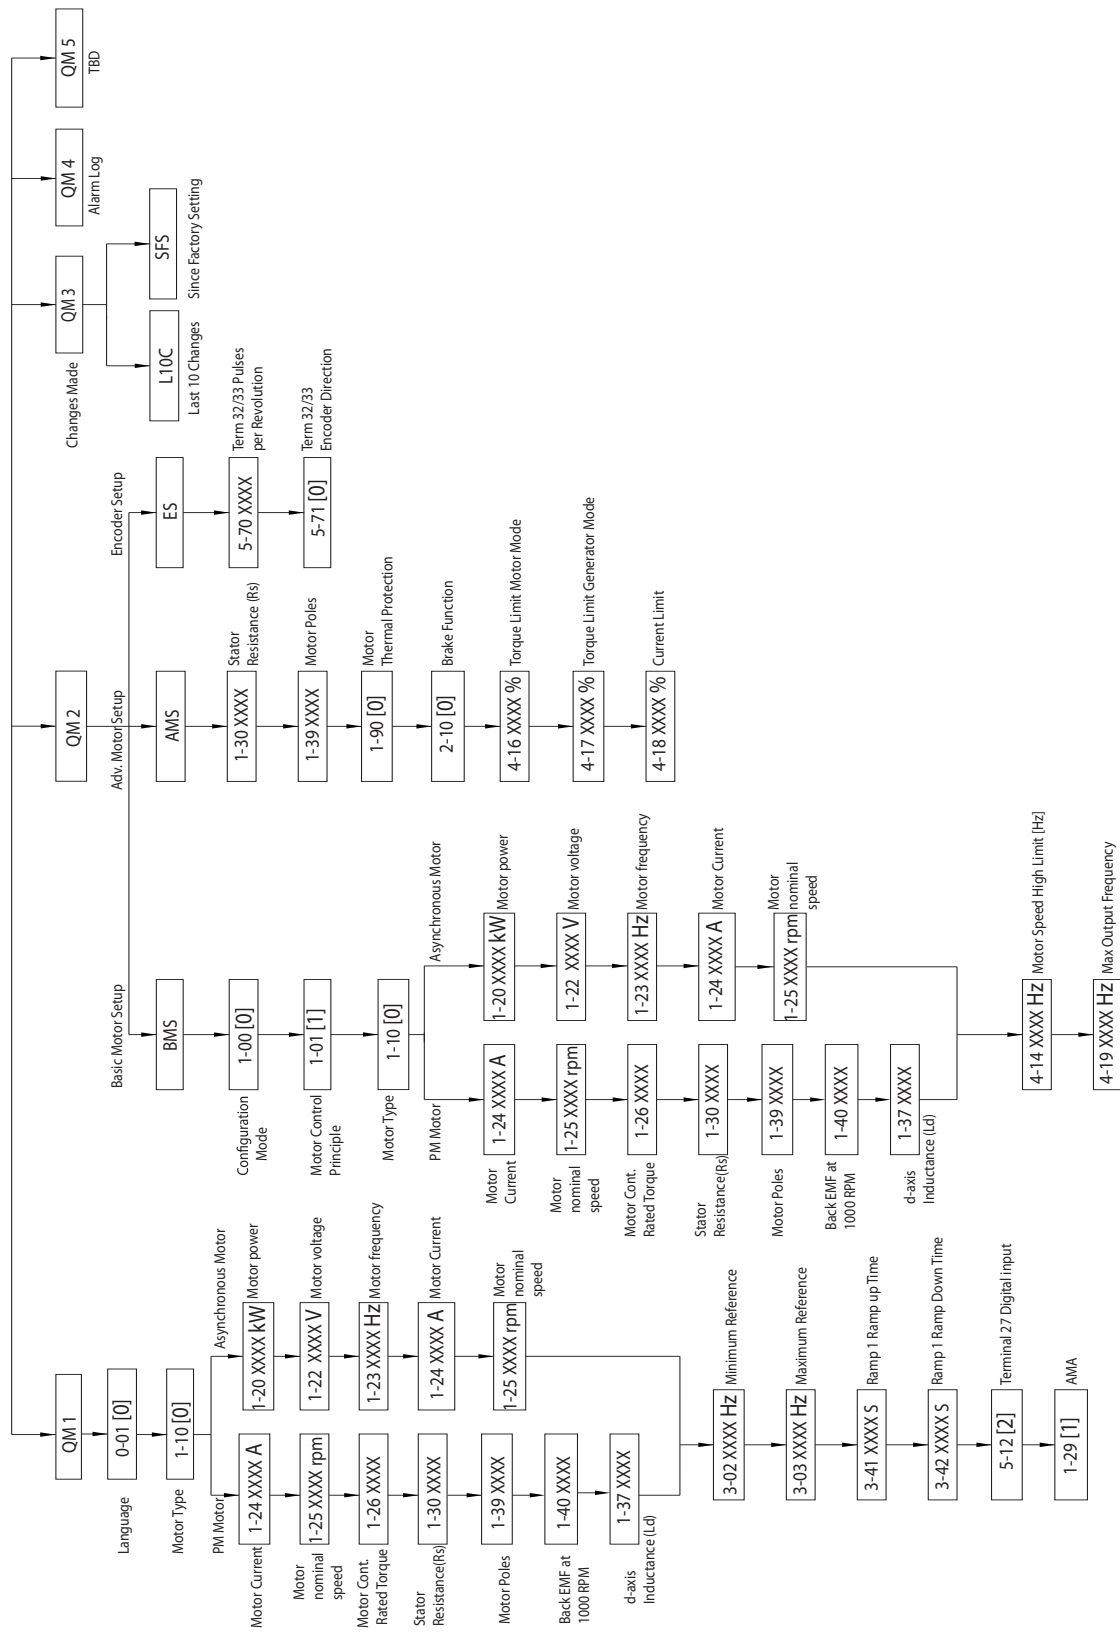 QM 1
0-01 [0]
Language
1-10 [0]
Motor Type
PM Motor
1-24 XXXX A
Motor Current
1-25 XXXX rpm
Motor
nominal
speed
1-26 XXXX
Motor Cont.
Rated Torque
1-30 XXXX
Stator
Resistance(Rs)
1-39 XXXX
Motor Poles
1-40 XXXX
Back EMF at
1000 RPM
1-37 XXXX
d-axis
Inductance (Ld)
Asynchronous Motor
1-20 XXXX kW
Motor power
1-22 XXXX V
Motor voltage
1-23 XXXX Hz
Motor frequency
1-24 XXXX A
Motor Current
1-25 XXXX rpm
Motor
nominal
speed
3-02 XXXX Hz
Minimum Reference
3-03 XXXX Hz
Maximum Reference
3-41 XXXX S
Ramp 1 Ramp up Time
3-42 XXXX S
Ramp 1 Ramp Down Time
5-12 [2]
Terminal 27 Digital input
1-29 [1]
AMA
QM 2
Basic Motor Setup
BMS
1-00 [0]
Configuration
Mode
1-01 [1]
Motor Control
Principle
1-10 [0]
Motor Type
PM Motor
1-24 XXXX A
Motor
Current
1-25 XXXX rpm
Motor
nominal
speed
1-26 XXXX
Motor Cont.
Rated Torque
1-30 XXXX
Stator
Resistance(Rs)
1-39 XXXX
Motor Poles
1-40 XXXX
Back EMF at
1000 RPM
1-37 XXXX
d-axis
Inductance (Ld)
Asynchronous Motor
1-20 XXXX kW
Motor power
1-22 XXXX V
Motor voltage
1-23 XXXX Hz
Motor frequency
1-24 XXXX A
Motor Current
1-25 XXXX rpm
Motor
nominal
speed
4-14 XXXX Hz
Motor Speed High Limit [Hz]
4-19 XXXX Hz
Max Output Frequency
Adv. Motor Setup
AMS
1-30 XXXX
Stator
Resistance (Rs)
1-39 XXXX
Motor Poles
1-90 [0]
Motor
Thermal Protection
2-10 [0]
Brake Function
4-16 XXXX %
Torque Limit Motor Mode
4-17 XXXX %
Torque Limit Generator Mode
4-18 XXXX %
Current Limit
Encoder Setup
ES
5-70 XXXX
Term 32/33 Pulses
per Revolution
5-71 [0]
Term 32/33
Encoder Direction
QM 3
Changes Made
L10C
Last 10 Changes
SFS
Since Factory Setting
QM 4
Alarm Log
QM 5
TBD